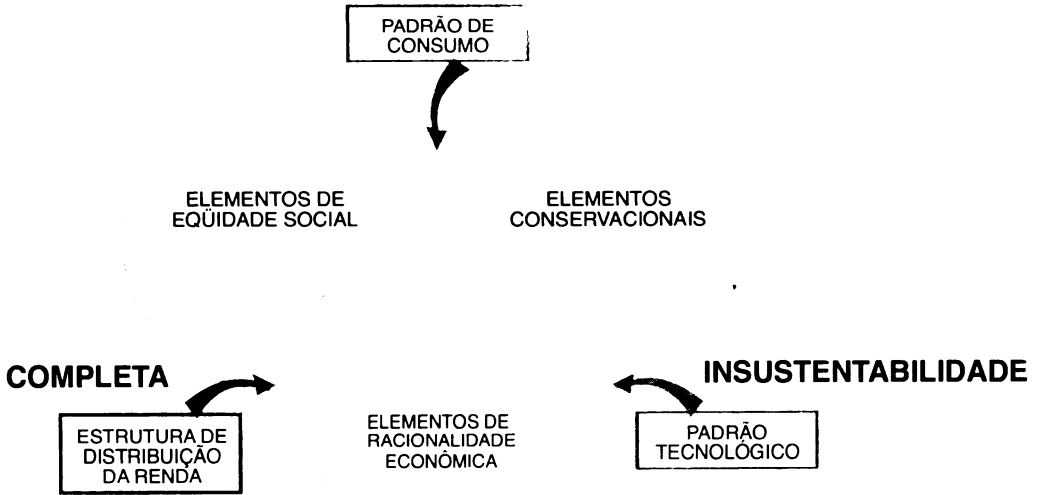 PADRÃO DE
CONSUMO
ELEMENTOS DE
EQÜIDADE SOCIAL
ELEMENTOS
CONSERVACIONAIS
COMPLETA
INSUSTENTABILIDADE
ESTRUTURA DE
DISTRIBUIÇÃO
DA RENDA
ELEMENTOS DE
RACIONALIDADE
ECONÔMICA
PADRÃO
TECNOLÓGICO